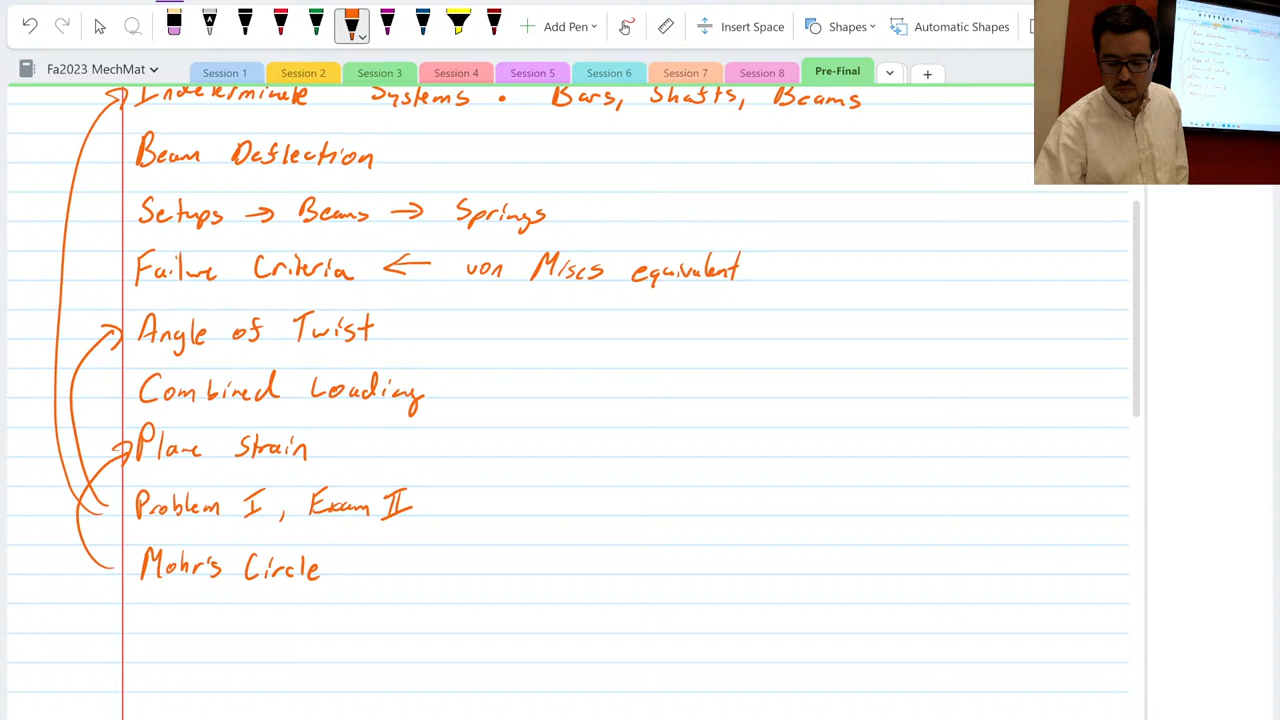 Add Pen
Insert Space
Shapes
Automatic Shapes
Fa2023 MechMat
Session 1
Session 2
Session 3
Session 4
Session 5
Session 6
Session 7
Session 8
Pre-Final
Indeterminate Systems • Bars, Shafts, Beams
Beam Deflection
Setups → Beams → Springs
Failure Criteria ← von Mises equivalent
Angle of Twist
Combined Loading
Plane Strain
Problem I, Exam II
Mohr's Circle